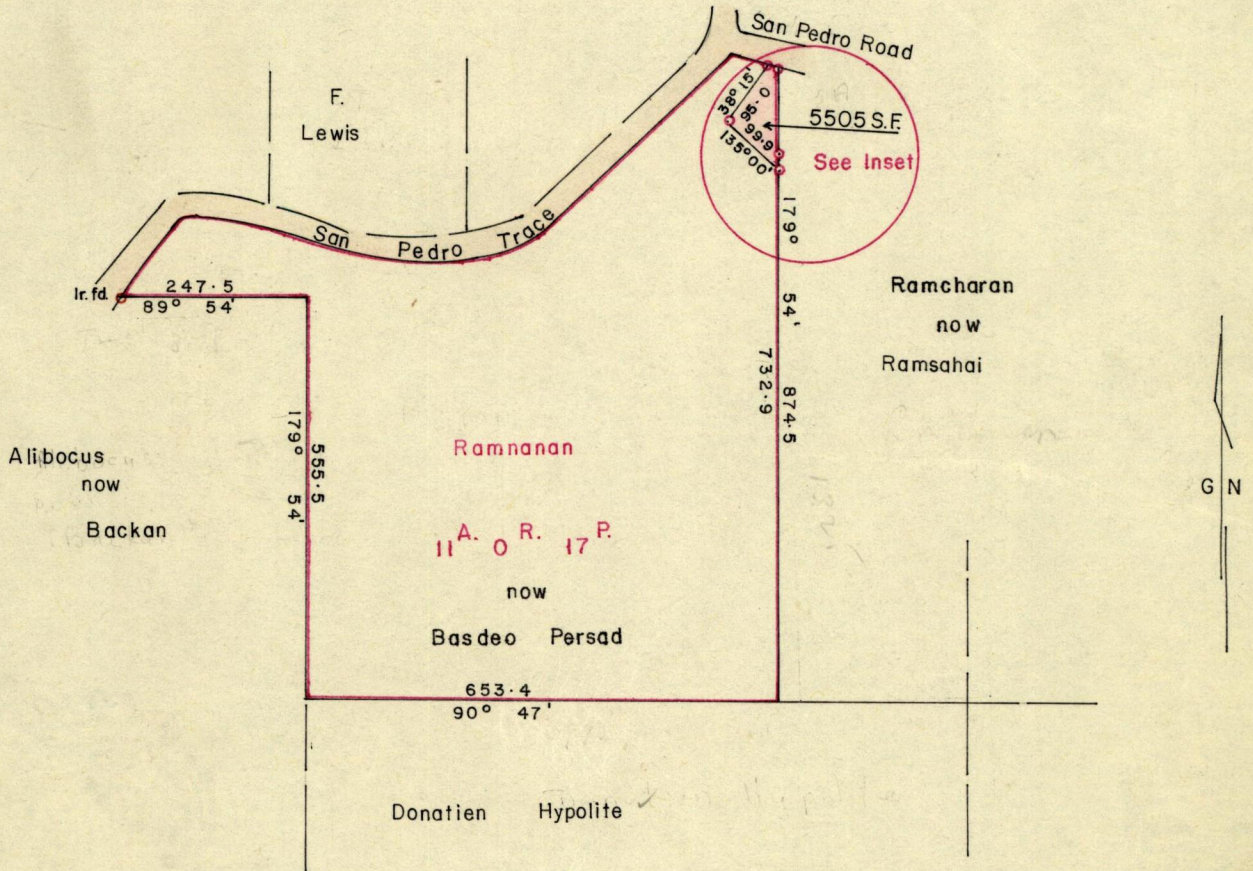 San Pedro Road
F.
Lewis
38° 15'
95.0
99.9
135°00'
5505 S.F.
See Inset
San Pedro Trace
Ir. fd.
247.5
89° 54'
179° 54'
732.9
874.5
Ramcharan
now
Ramsahai
G N
Alibocus
now
Backan
555.5
179° 54'
Ramnanan
11 A. 0 R. 17 P.
now
Basdeo Persad
653.4
90° 47'
Donatien Hypolite